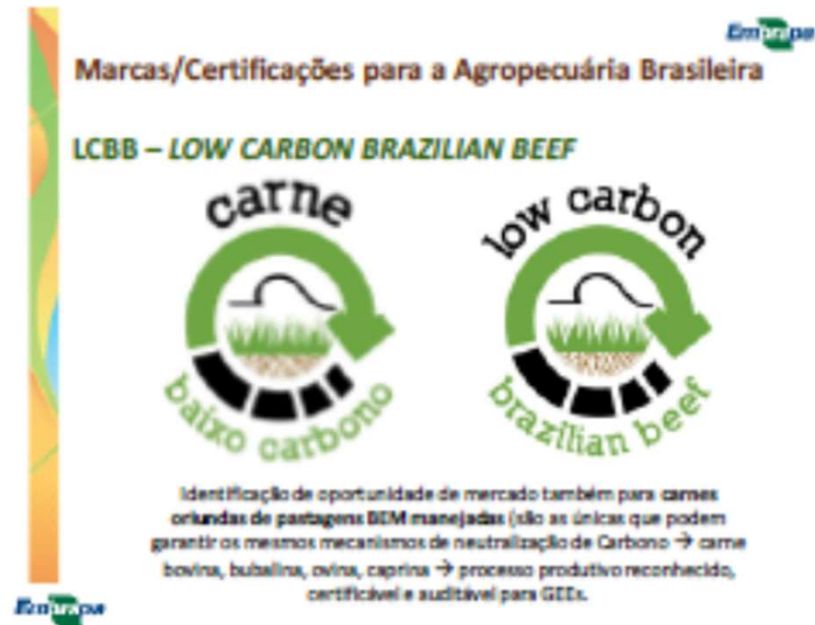 Embrapa
Marcas/Certificações para a Agropecuária Brasileira
LCBB – LOW CARBON BRAZILIAN BEEF
carne
baixo carbono
low carbon
brazilian beef
Identificação de oportunidade de mercado também para carnes
oriundas de pastagens BEM manejadas (são as únicas que podem
garantir os mesmos mecanismos de neutralização de Carbono → carne
bovina, bubalina, ovina, caprina → processo produtivo reconhecido,
certificável e auditável para GEEs.
Embrapa